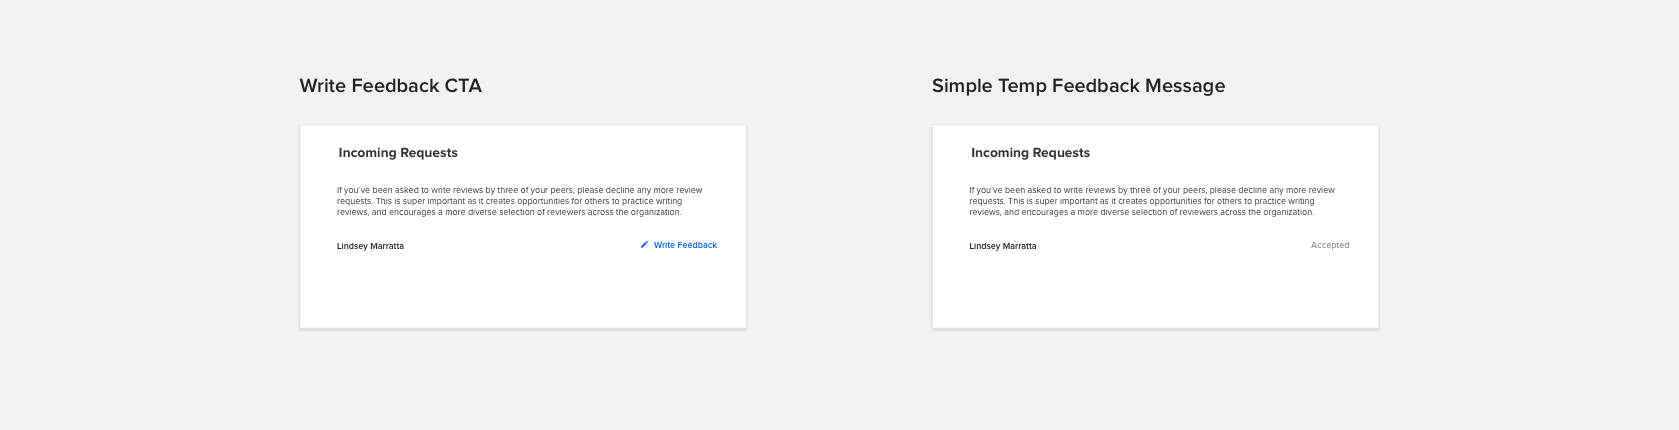 Write Feedback CTA
Incoming Requests
If you've been asked to write reviews by three of your peers, please decline any more review
requests. This is super important as it creates opportunities for others to practice writing
reviews, and encourages a more diverse selection of reviewers across the organization.
Lindsey Marratta
Write Feedback
Simple Temp Feedback Message
Incoming Requests
If you've been asked to write reviews by three of your peers, please decline any more review
requests. This is super important as it creates opportunities for others to practice writing
reviews, and encourages a more diverse selection of reviewers across the organization.
Lindsey Marratta
Accepted